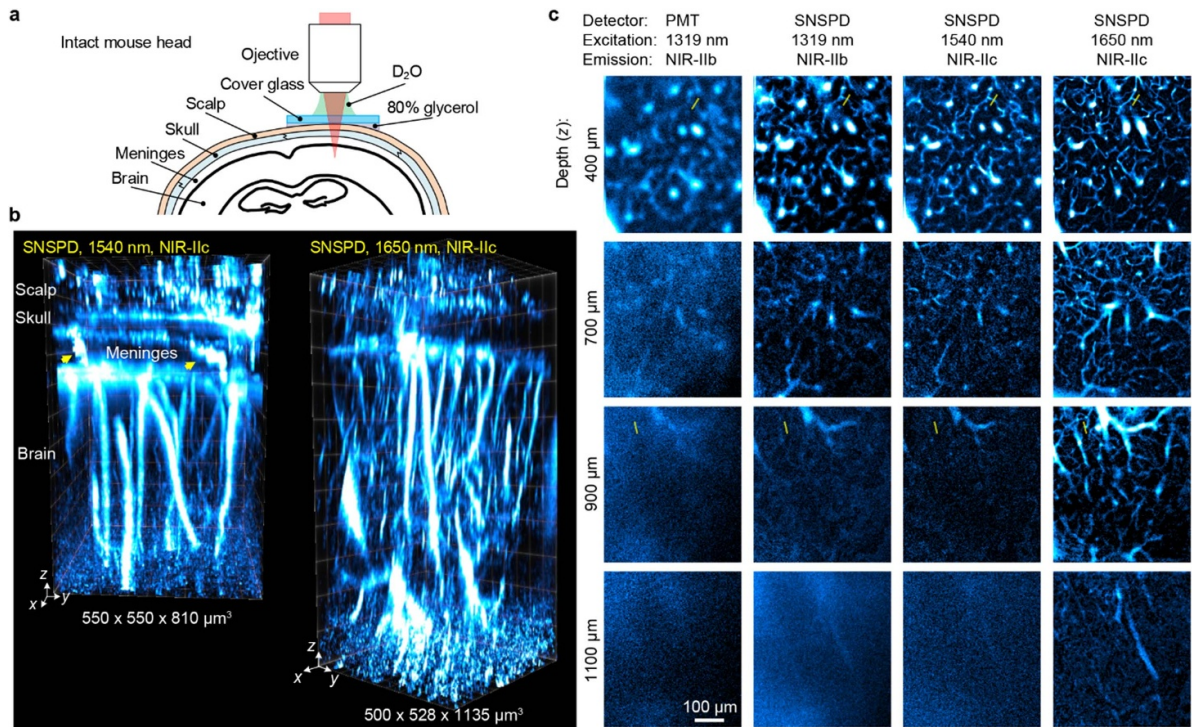 a
Intact mouse head
Ojective
Cover glass
Scalp
Skull
Meninges
Brain
D₂O
80% glycerol
b
SNSPD, 1540 nm, NIR-IIc
SNSPD, 1650 nm, NIR-IIc
Scalp
Skull
Meninges
Brain
z
x
y
550 x 550 x 810 µm³
z
x
y
500 x 528 x 1135 µm³
c
Detector: PMT SNSPD SNSPD SNSPD
Excitation: 1319 nm 1319 nm 1540 nm 1650 nm
Emission: NIR-IIb NIR-IIb NIR-IIc NIR-IIc
Depth (z):
400 µm
700 µm
900 µm
1100 µm
100 µm